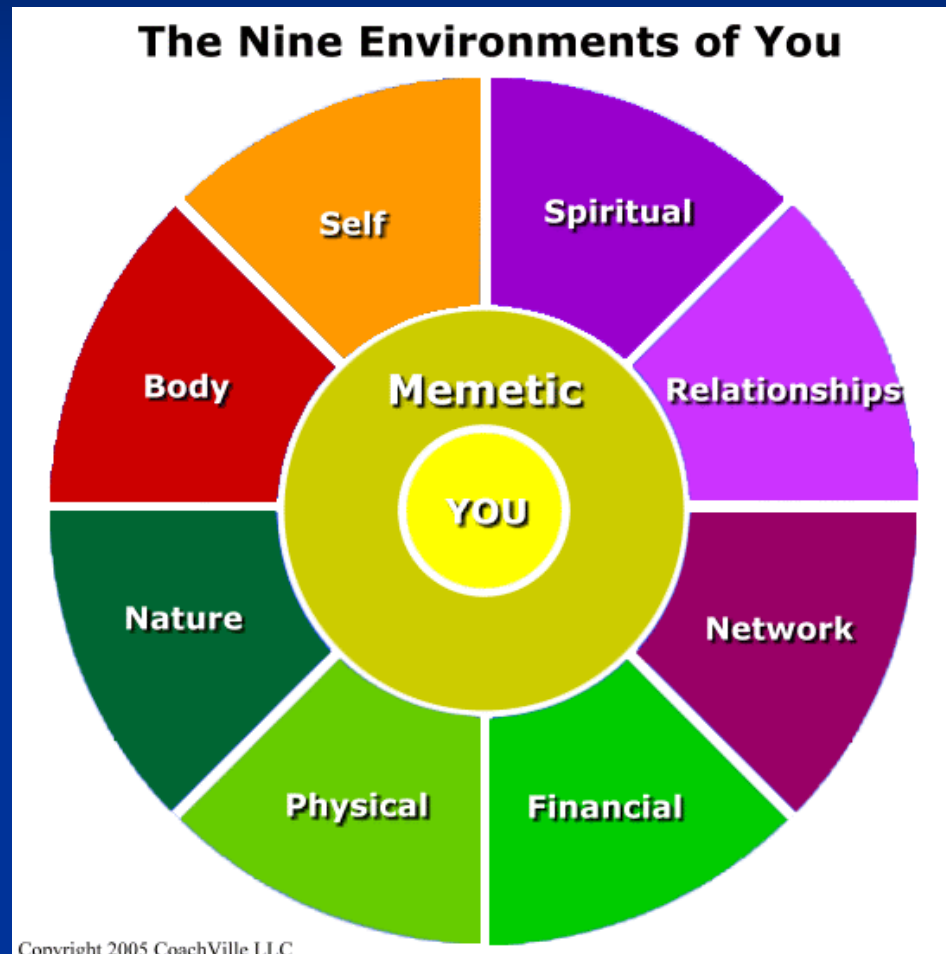 The Nine Environments of You
Self
Spiritual
Body
Memetic
Relationships
YOU
Nature
Network
Physical
Financial
Copyright 2005 CoachVille LLC